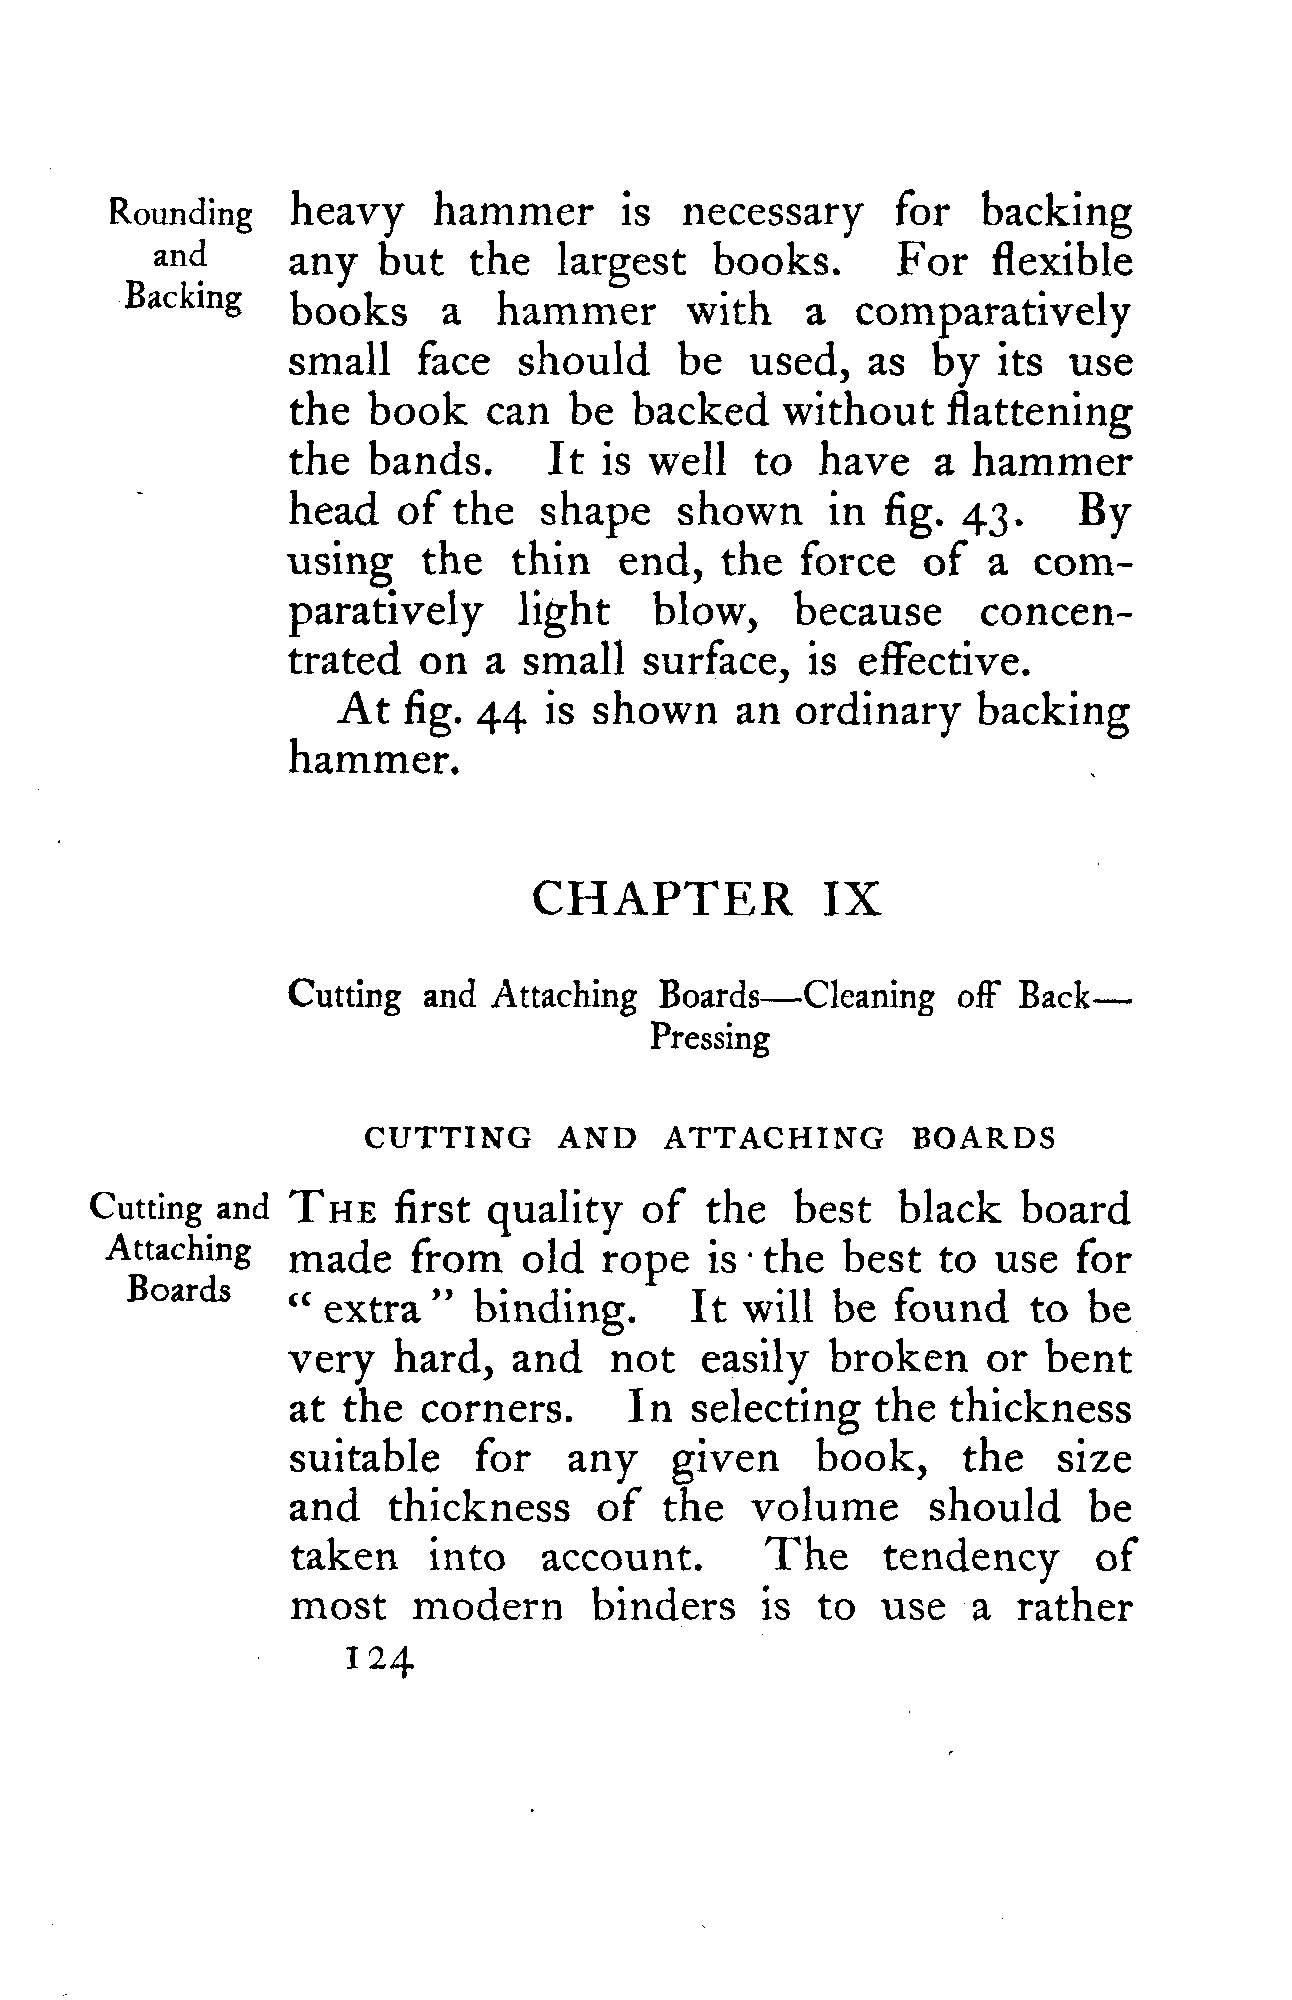 Rounding
and
Backing
heavy hammer is necessary for backing
any but the largest books. For flexible
books a hammer with a comparatively
small face should be used, as by its use
the book can be backed without flattening
the bands. It is well to have a hammer
head of the shape shown in fig. 43. By
using the thin end, the force of a com-
paratively light blow, because concen-
trated on a small surface, is effective.
At fig. 44 is shown an ordinary backing
hammer.
CHAPTER IX
Cutting and Attaching Boards—Cleaning off Back—
Pressing
CUTTING AND ATTACHING BOARDS
Cutting and
Attaching
Boards
THE first quality of the best black board
made from old rope is the best to use for
“extra” binding. It will be found to be
very hard, and not easily broken or bent
at the corners. In selecting the thickness
suitable for any given book, the size
and thickness of the volume should be
taken into account. The tendency of
most modern binders is to use a rather
124